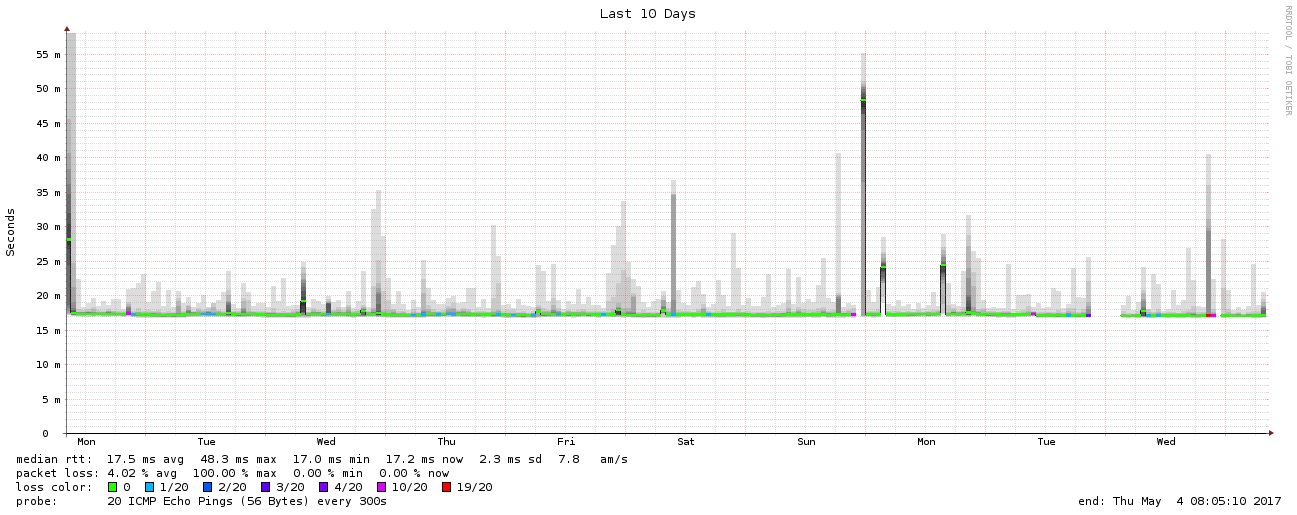 Last 10 Days
RRDTOOL / TOBI OETIKER
Seconds
55 m
50 m
45 m
40 m
35 m
30 m
25 m
20 m
15 m
10 m
5 m
0
Mon Tue Wed Thu Fri Sat Sun Mon Tue Wed
median rtt: 17.5 ms avg 48.3 ms max 17.0 ms min 17.2 ms now 2.3 ms sd 7.8 am/s
packet loss: 4.02 % avg 100.00 % max 0.00 % min 0.00 % now
loss color: 0 1/20 2/20 3/20 4/20 10/20 19/20
probe: 20 ICMP Echo Pings (56 Bytes) every 300s end: Thu May 4 08:05:10 2017